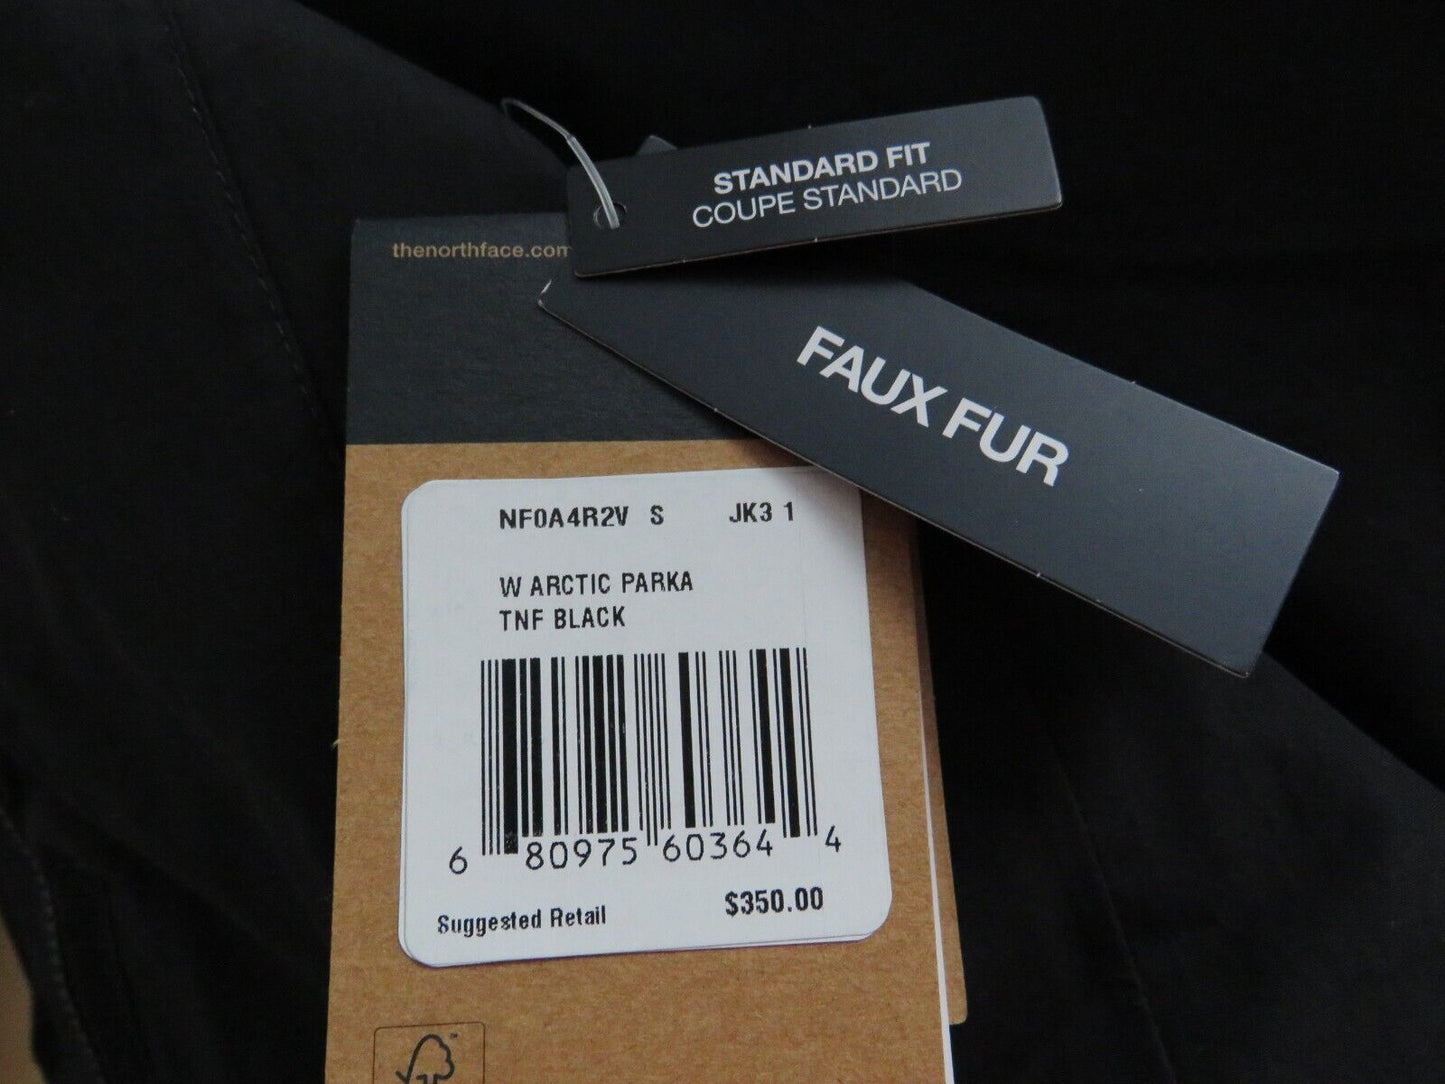 STANDARD FIT
COUPE STANDARD
thenorthface.com
FAUX FUR
NF0A4R2V S JK3 1
W ARCTIC PARKA
TNF BLACK
6 80975 60364 4
Suggested Retail $350.00